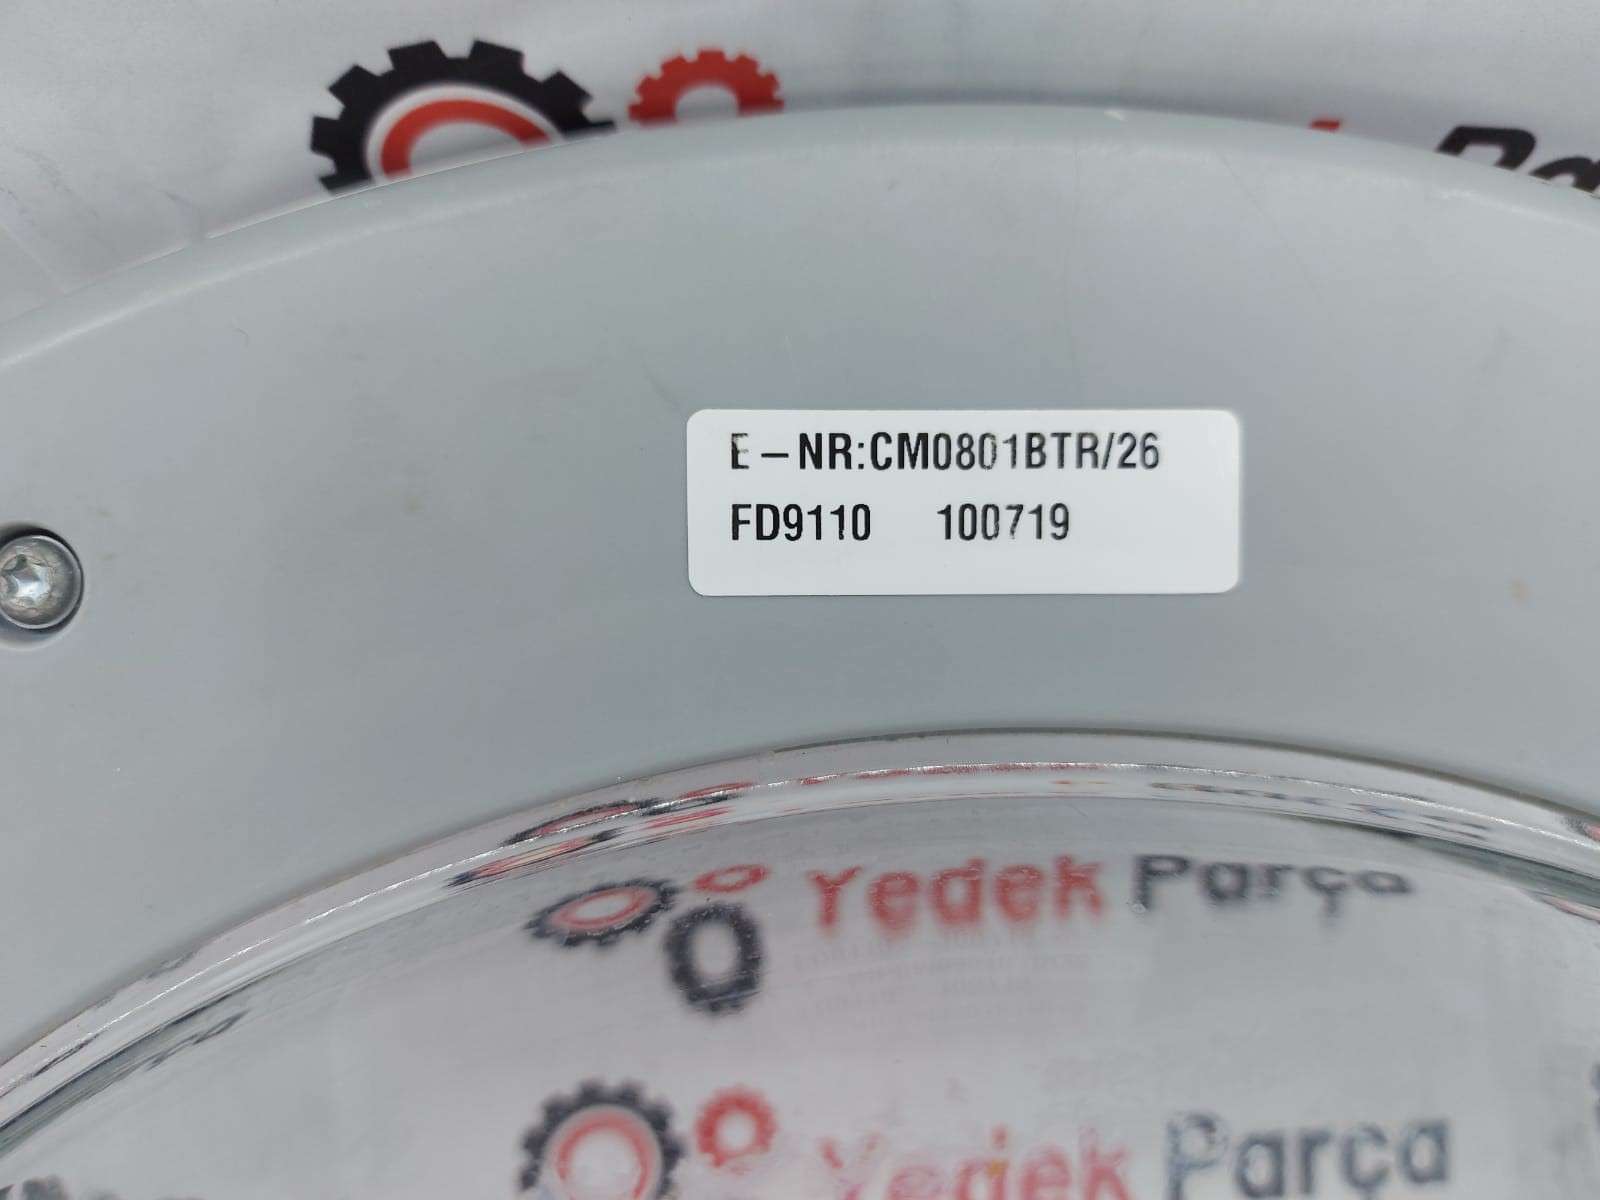 E-NR:CM0801BTR/26
FD9110 100719
Yedek Parça
Yedek Parça